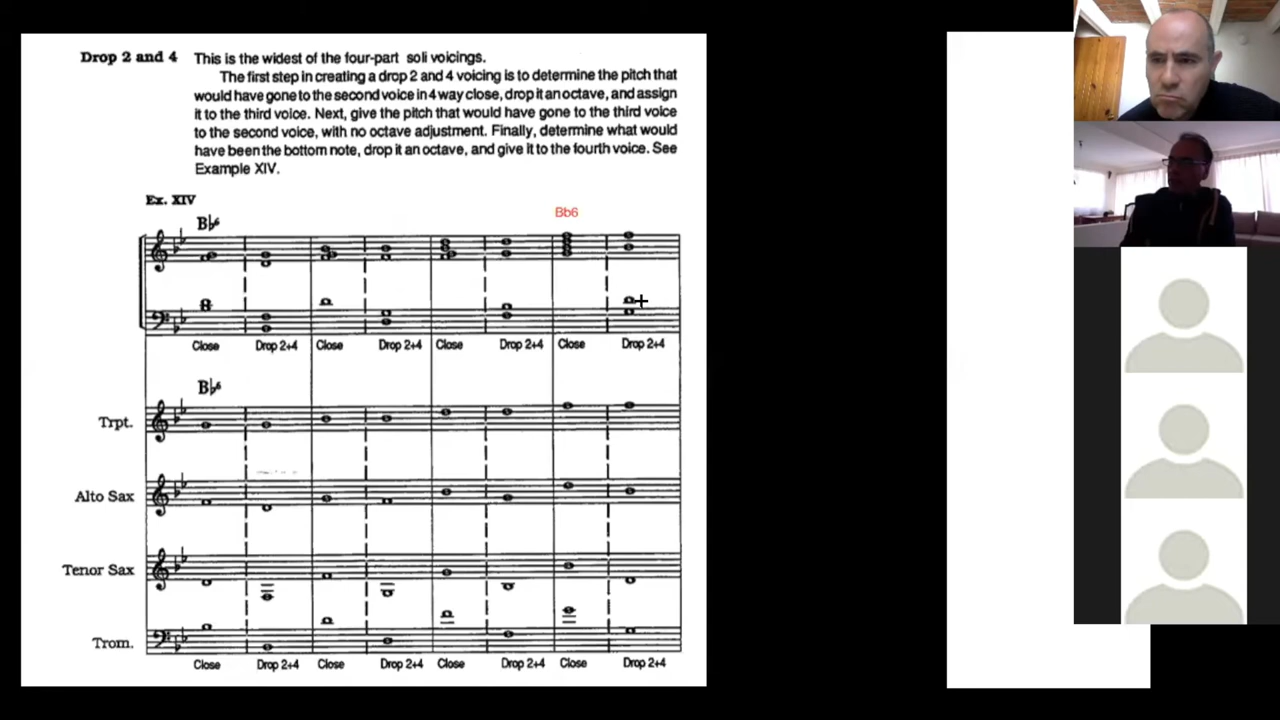 Drop 2 and 4 This is the widest of the four-part soli voicings.
The first step in creating a drop 2 and 4 voicing is to determine the pitch that
would have gone to the second voice in 4 way close, drop it an octave, and assign
it to the third voice. Next, give the pitch that would have gone to the third voice
to the second voice, with no octave adjustment. Finally, determine what would
have been the bottom note, drop it an octave, and give it to the fourth voice. See
Example XIV.
Ex. XIV
B♭6 Bb6
Close Drop 2+4 Close Drop 2+4 Close Drop 2+4 Close Drop 2+4
B♭6
Trpt.
Alto Sax
Tenor Sax
Trom.
Close Drop 2+4 Close Drop 2+4 Close Drop 2+4 Close Drop 2+4